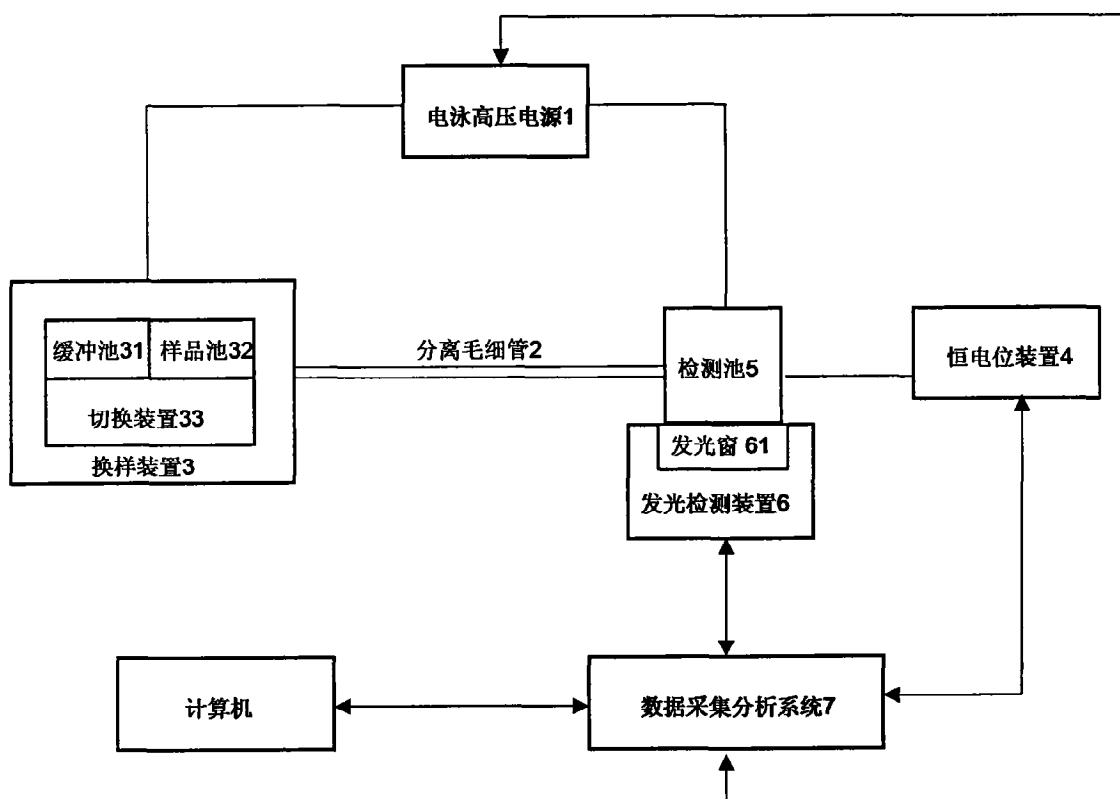 电泳高压电源1
缓冲池31
样品池32
切换装置33
换样装置3
分离毛细管2
检测池5
恒电位装置4
发光窗 61
发光检测装置6
计算机
数据采集分析系统7